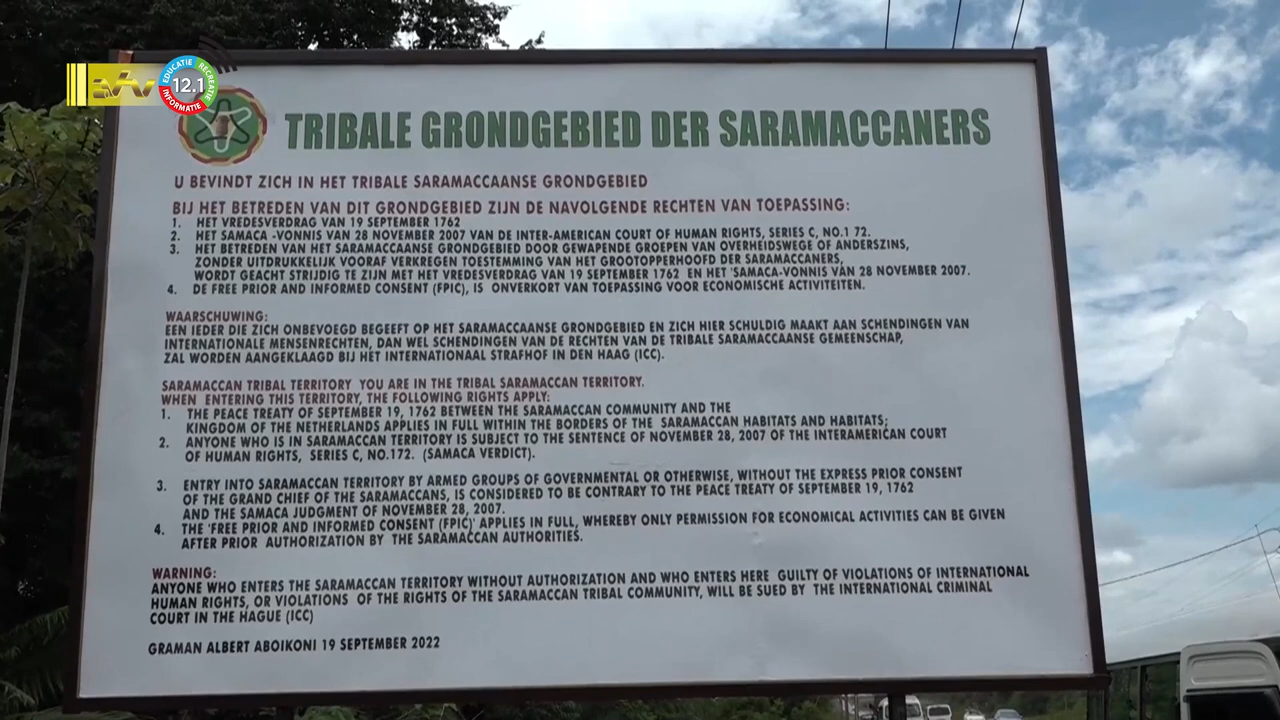 EDUCATIE
RECREATIE
INFORMATIE
12.1
TRIBALE GRONDGEBIED DER SARAMACCANERS
U BEVINDT ZICH IN HET TRIBALE SARAMACCAANSE GRONDGEBIED
BIJ HET BETREDEN VAN DIT GRONDGEBIED ZIJN DE NAVOLGENDE RECHTEN VAN TOEPASSING:
1. HET VREDESVERDRAG VAN 19 SEPTEMBER 1762
2. HET SAMACA -VONNIS VAN 28 NOVEMBER 2007 VAN DE INTER-AMERICAN COURT OF HUMAN RIGHTS, SERIES C, NO.1 72.
3. HET BETREDEN VAN HET SARAMACCAANSE GRONDGEBIED DOOR GEWAPENDE GROEPEN VAN OVERHEIDSWEGE OF ANDERSZINS,
ZONDER UITDRUKKELIJK VOORAF VERKREGEN TOESTEMMING VAN HET GROOTOPPERHOOFD DER SARAMACCANERS,
WORDT GEACHT STRIJDIG TE ZIJN MET HET VREDESVERDRAG VAN 19 SEPTEMBER 1762 EN HET 'SAMACA-VONNIS VAN 28 NOVEMBER 2007.
4. DE FREE PRIOR AND INFORMED CONSENT (FPIC), IS ONVERKORT VAN TOEPASSING VOOR ECONOMISCHE ACTIVITEITEN.
WAARSCHUWING:
EEN IEDER DIE ZICH ONBEVOEGD BEGEEFT OP HET SARAMACCAANSE GRONDGEBIED EN ZICH HIER SCHULDIG MAAKT AAN SCHENDINGEN VAN
INTERNATIONALE MENSENRECHTEN, DAN WEL SCHENDINGEN VAN DE RECHTEN VAN DE TRIBALE SARAMACCAANSE GEMEENSCHAP,
ZAL WORDEN AANGEKLAAGD BIJ HET INTERNATIONAAL STRAFHOF IN DEN HAAG (ICC).
SARAMACCAN TRIBAL TERRITORY YOU ARE IN THE TRIBAL SARAMACCAN TERRITORY.
WHEN ENTERING THIS TERRITORY, THE FOLLOWING RIGHTS APPLY:
1. THE PEACE TREATY OF SEPTEMBER 19, 1762 BETWEEN THE SARAMACCAN COMMUNITY AND THE
KINGDOM OF THE NETHERLANDS APPLIES IN FULL WITHIN THE BORDERS OF THE SARAMACCAN HABITATS AND HABITATS;
2. ANYONE WHO IS IN SARAMACCAN TERRITORY IS SUBJECT TO THE SENTENCE OF NOVEMBER 28, 2007 OF THE INTERAMERICAN COURT
OF HUMAN RIGHTS, SERIES C, NO.172. (SAMACA VERDICT).
3. ENTRY INTO SARAMACCAN TERRITORY BY ARMED GROUPS OF GOVERNMENTAL OR OTHERWISE, WITHOUT THE EXPRESS PRIOR CONSENT
OF THE GRAND CHIEF OF THE SARAMACCANS, IS CONSIDERED TO BE CONTRARY TO THE PEACE TREATY OF SEPTEMBER 19, 1762
AND THE SAMACA JUDGMENT OF NOVEMBER 28, 2007.
4. THE 'FREE PRIOR AND INFORMED CONSENT (FPIC)' APPLIES IN FULL, WHEREBY ONLY PERMISSION FOR ECONOMICAL ACTIVITIES CAN BE GIVEN
AFTER PRIOR AUTHORIZATION BY THE SARAMACCAN AUTHORITIES.
WARNING:
ANYONE WHO ENTERS THE SARAMACCAN TERRITORY WITHOUT AUTHORIZATION AND WHO ENTERS HERE GUILTY OF VIOLATIONS OF INTERNATIONAL
HUMAN RIGHTS, OR VIOLATIONS OF THE RIGHTS OF THE SARAMACCAN TRIBAL COMMUNITY, WILL BE SUED BY THE INTERNATIONAL CRIMINAL
COURT IN THE HAGUE (ICC)
GRAMAN ALBERT ABOIKONI 19 SEPTEMBER 2022